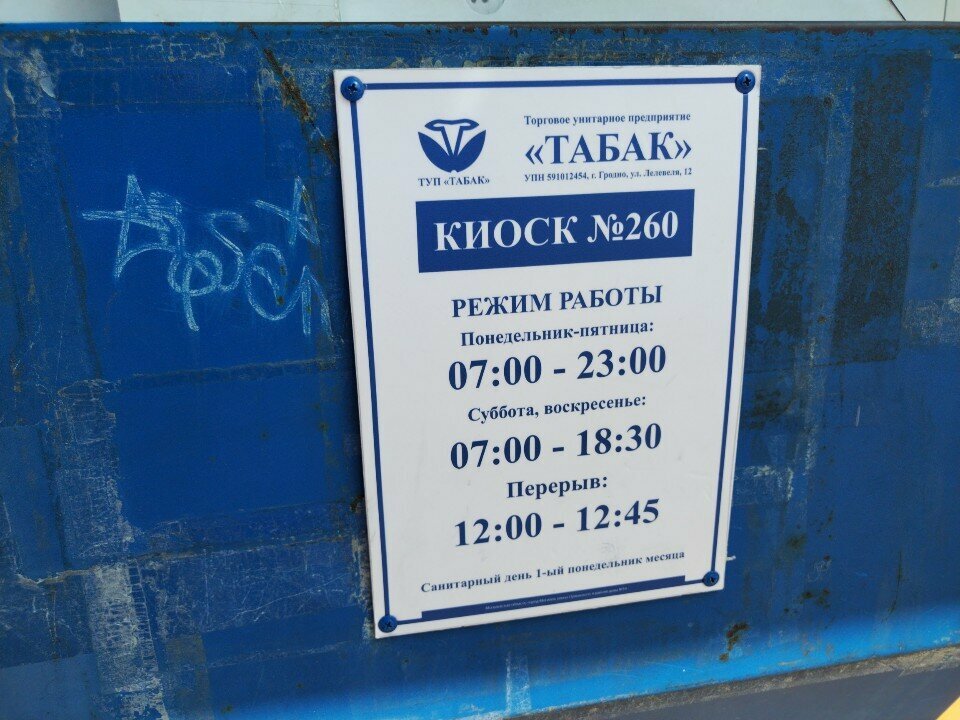 Торговое унитарное предприятие
«ТАБАК»
УПН 591012454, г. Гродно, ул. Лелевеля, 12
ТУП «ТАБАК»
КИОСК №260
РЕЖИМ РАБОТЫ
Понедельник-пятница:
07:00 - 23:00
Суббота, воскресенье:
07:00 - 18:30
Перерыв:
12:00 - 12:45
Санитарный день 1-ый понедельник месяца